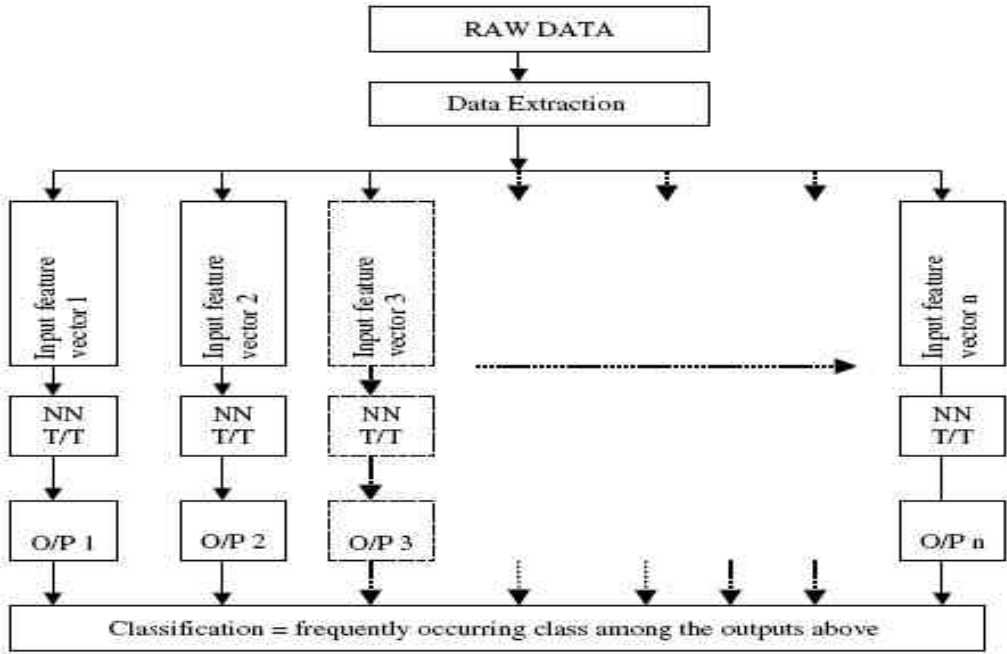 RAW DATA
Data Extraction
Input feature
vector 1
Input feature
vector 2
Input feature
vector 3
Input feature
vector n
NN
T/T
NN
T/T
NN
T/T
NN
T/T
O/P 1
O/P 2
O/P 3
O/P n
Classification = frequently occurring class among the outputs above